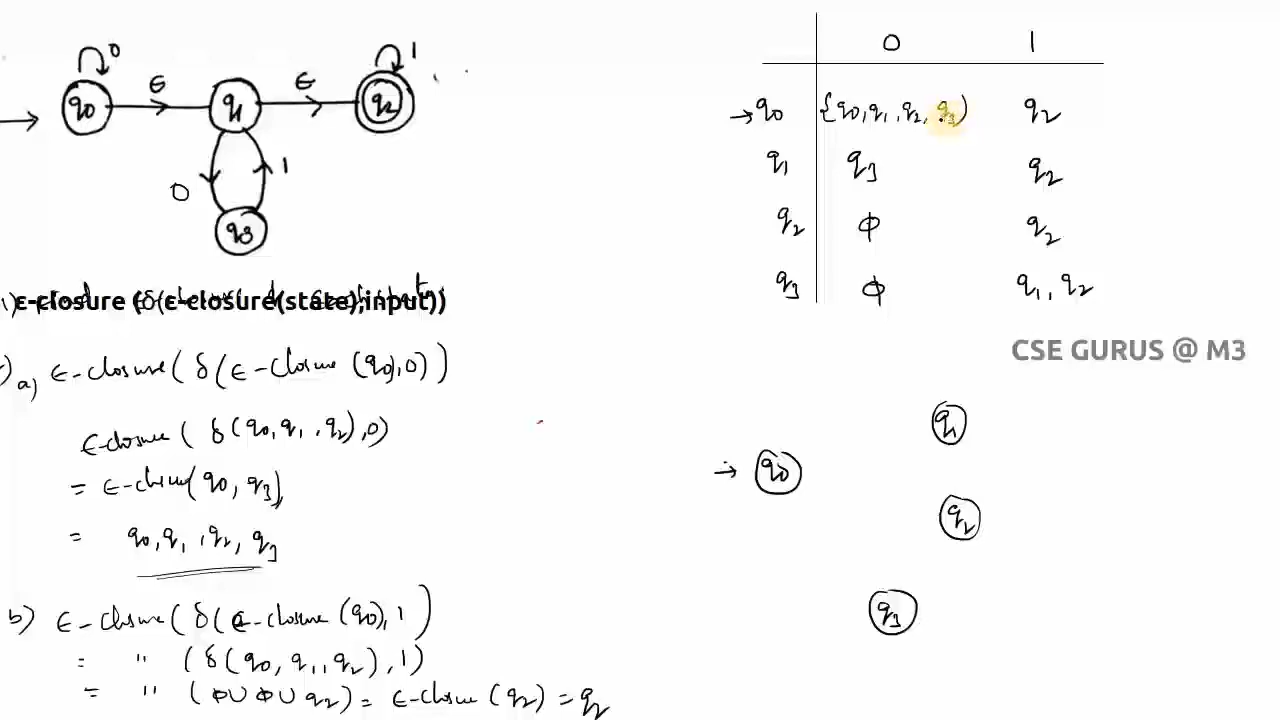 0 1
q0 ε q1 ε q2
0 1
q3
ε-closure (δ(ε-closure(state),input))
a) ε-closure(δ(ε-closure(q0),0))
ε-closure(δ(q0,q1,q2),0)
= ε-closure(q0,q3)
= q0,q1,q2,q3
b) ε-closure(δ(ε-closure(q0),1)
= " (δ(q0,q1,q2),1)
= " (ϕ∪ϕ∪q2) = ε-closure(q2) = q2
0 1
→q0 {q0,q1,q2,q3) q2
q1 q3 q2
q2 ϕ q2
q3 ϕ q1,q2
CSE GURUS @ M3
q1
→ q0
q2
q3